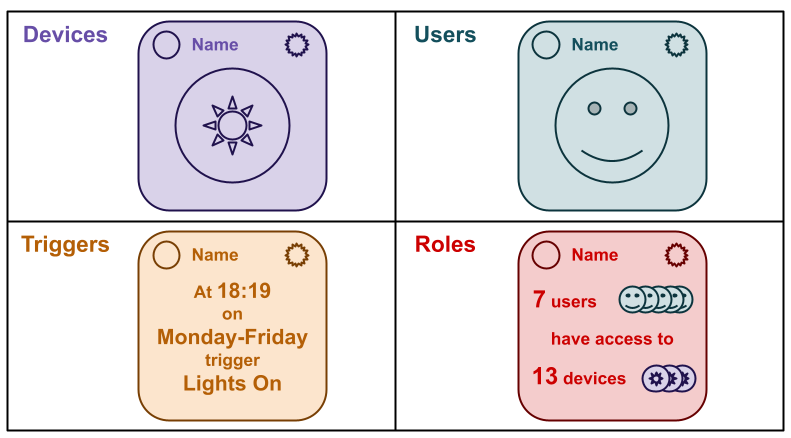 Devices
Name
Users
Name
Triggers
Name
At 18:19
on
Monday-Friday
trigger
Lights On
Roles
Name
7 users
have access to
13 devices